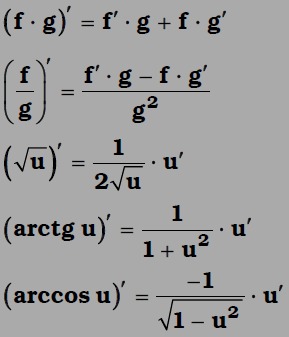 (f · g)′ = f′ · g + f · g′
(f/g)′ = (f′ · g − f · g′)/g²
(√u)′ = 1/(2√u) · u′
(arctg u)′ = 1/(1 + u²) · u′
(arccos u)′ = −1/√(1 − u²) · u′